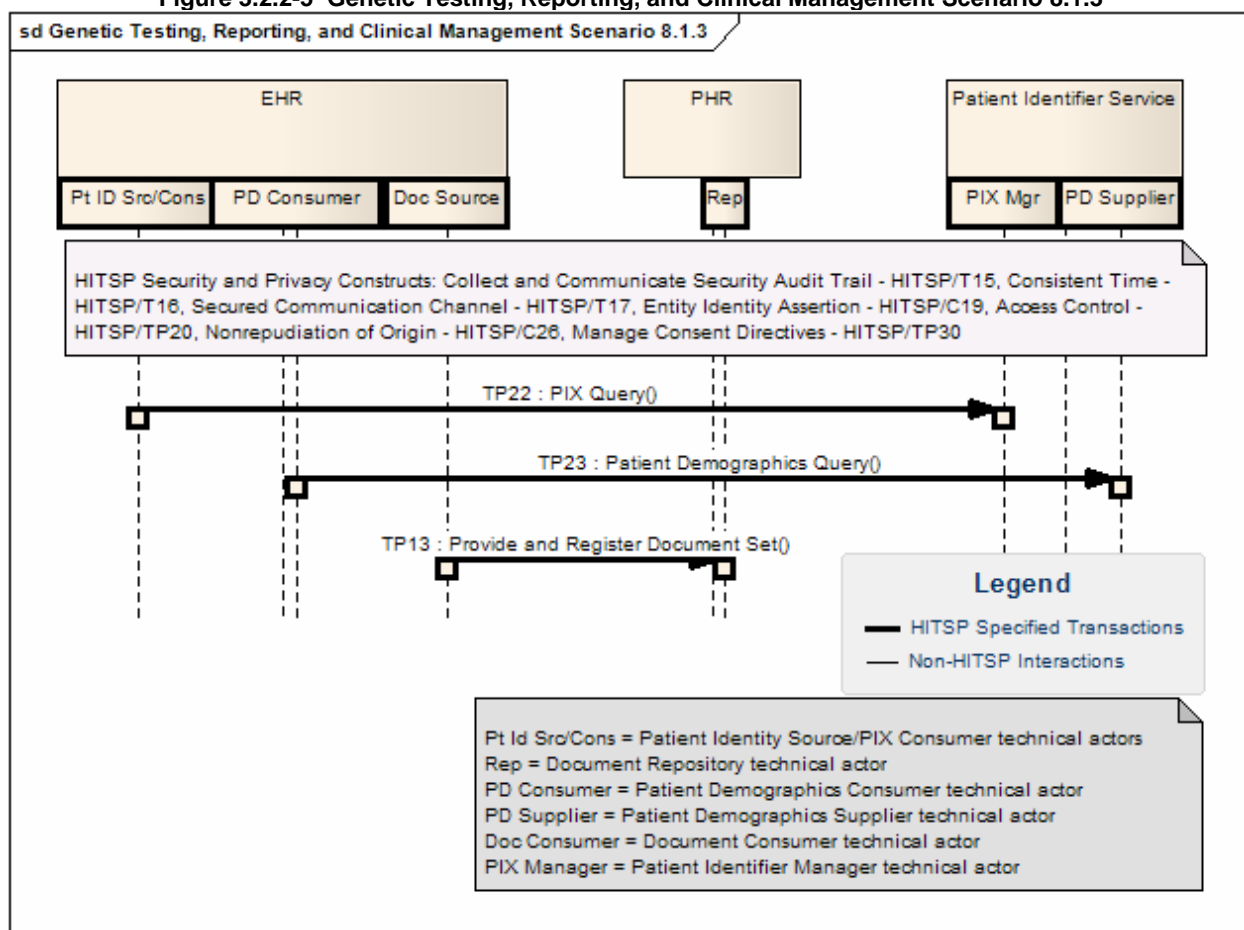 Figure 3.2.2-3 Genetic Testing, Reporting, and Clinical Management Scenario 8.1.3
sd Genetic Testing, Reporting, and Clinical Management Scenario 8.1.3
EHR
PHR
Patient Identifier Service
Pt ID Src/Cons
PD Consumer
Doc Source
Rep
PIX Mgr
PD Supplier
HITSP Security and Privacy Constructs: Collect and Communicate Security Audit Trail - HITSP/T15, Consistent Time -
HITSP/T16, Secured Communication Channel - HITSP/T17, Entity Identity Assertion - HITSP/C19, Access Control -
HITSP/TP20, Nonrepudiation of Origin - HITSP/C26, Manage Consent Directives - HITSP/TP30
TP22 : PIX Query()
TP23 : Patient Demographics Query()
TP13 : Provide and Register Document Set()
Legend
HITSP Specified Transactions
Non-HITSP Interactions
Pt Id Src/Cons = Patient Identity Source/PIX Consumer technical actors
Rep = Document Repository technical actor
PD Consumer = Patient Demographics Consumer technical actor
PD Supplier = Patient Demographics Supplier technical actor
Doc Consumer = Document Consumer technical actor
PIX Manager = Patient Identifier Manager technical actor